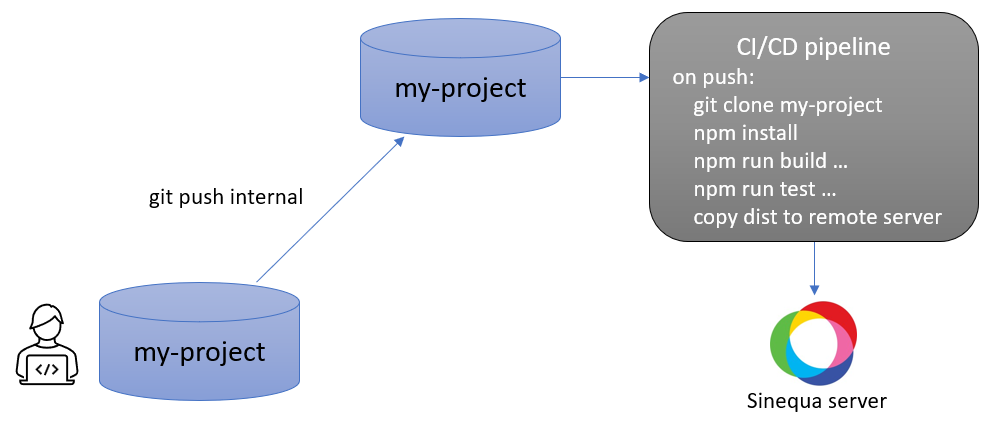 my-project
CI/CD pipeline
on push:
git clone my-project
npm install
npm run build ...
npm run test ...
copy dist to remote server
git push internal
</>
my-project
Sinequa server